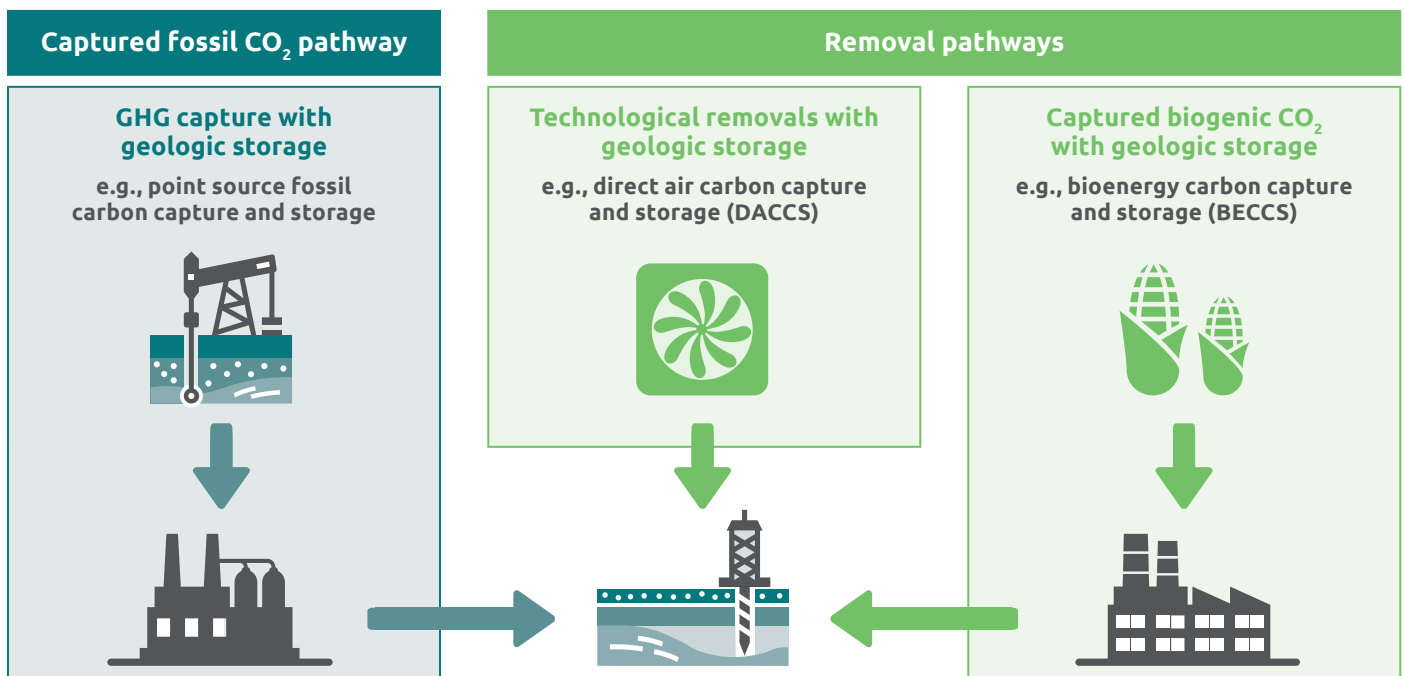 Captured fossil CO₂ pathway
Removal pathways
GHG capture with
geologic storage
e.g., point source fossil
carbon capture and storage
Technological removals with
geologic storage
e.g., direct air carbon capture
and storage (DACCS)
Captured biogenic CO₂
with geologic storage
e.g., bioenergy carbon capture
and storage (BECCS)